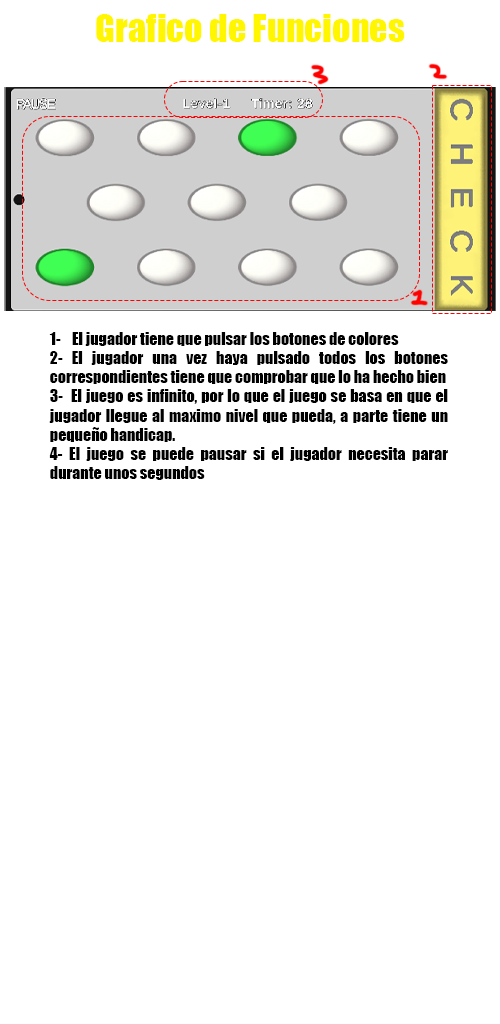 Grafico de Funciones
3
2
PAUSE
Level-1 Timer: 28
CHECK
1
1- El jugador tiene que pulsar los botones de colores
2- El jugador una vez haya pulsado todos los botones
correspondientes tiene que comprobar que lo ha hecho bien
3- El juego es infinito, por lo que el juego se basa en que el
jugador llegue al maximo nivel que pueda, a parte tiene un
pequeño handicap.
4- El juego se puede pausar si el jugador necesita parar
durante unos segundos